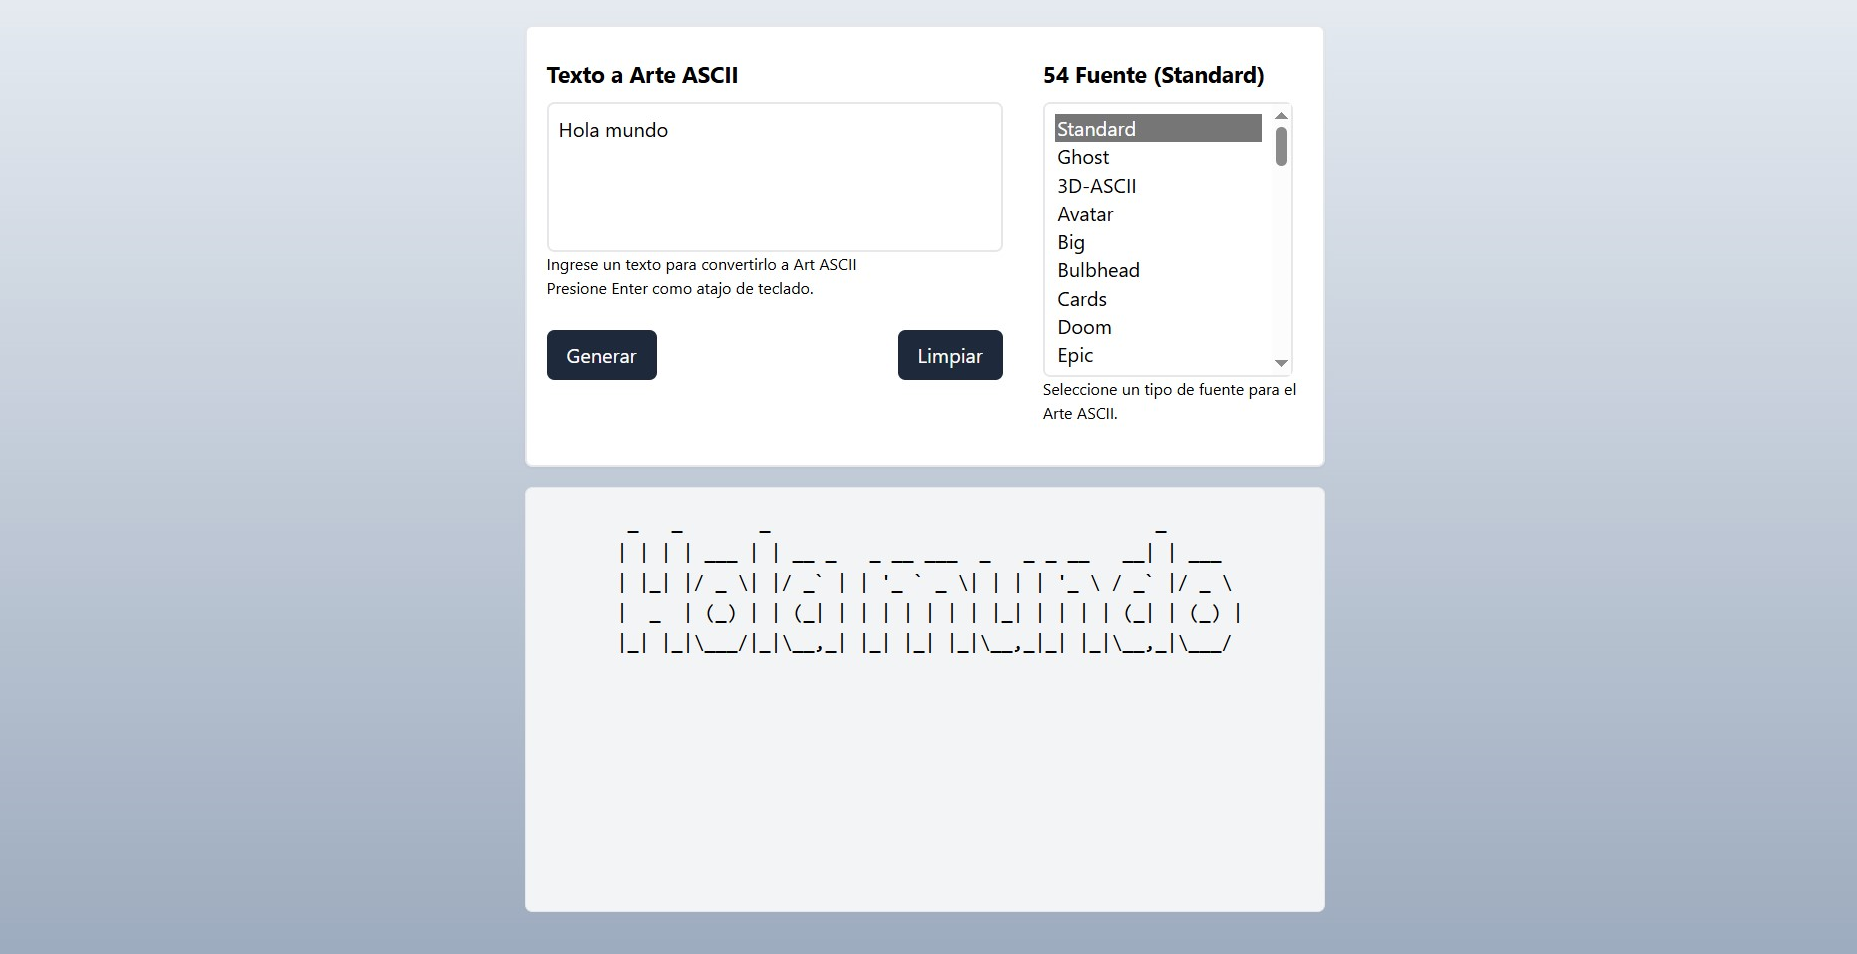 Texto a Arte ASCII
Hola mundo
Ingrese un texto para convertirlo a Art ASCII
Presione Enter como atajo de teclado.
Generar
Limpiar
54 Fuente (Standard)
Standard
Ghost
3D-ASCII
Avatar
Big
Bulbhead
Cards
Doom
Epic
Seleccione un tipo de fuente para el
Arte ASCII.
 _   _       _                                   _
| | | | ___ | | __ _   _ __ ___  _   _ _ __   __| | ___
| |_| |/ _ \| |/ _` | | '_ ` _ \| | | | '_ \ / _` |/ _ \
|  _  | (_) | | (_| | | | | | | | |_| | | | | (_| | (_) |
|_| |_|\___/|_|\__,_| |_| |_| |_|\__,_|_| |_|\__,_|\___/